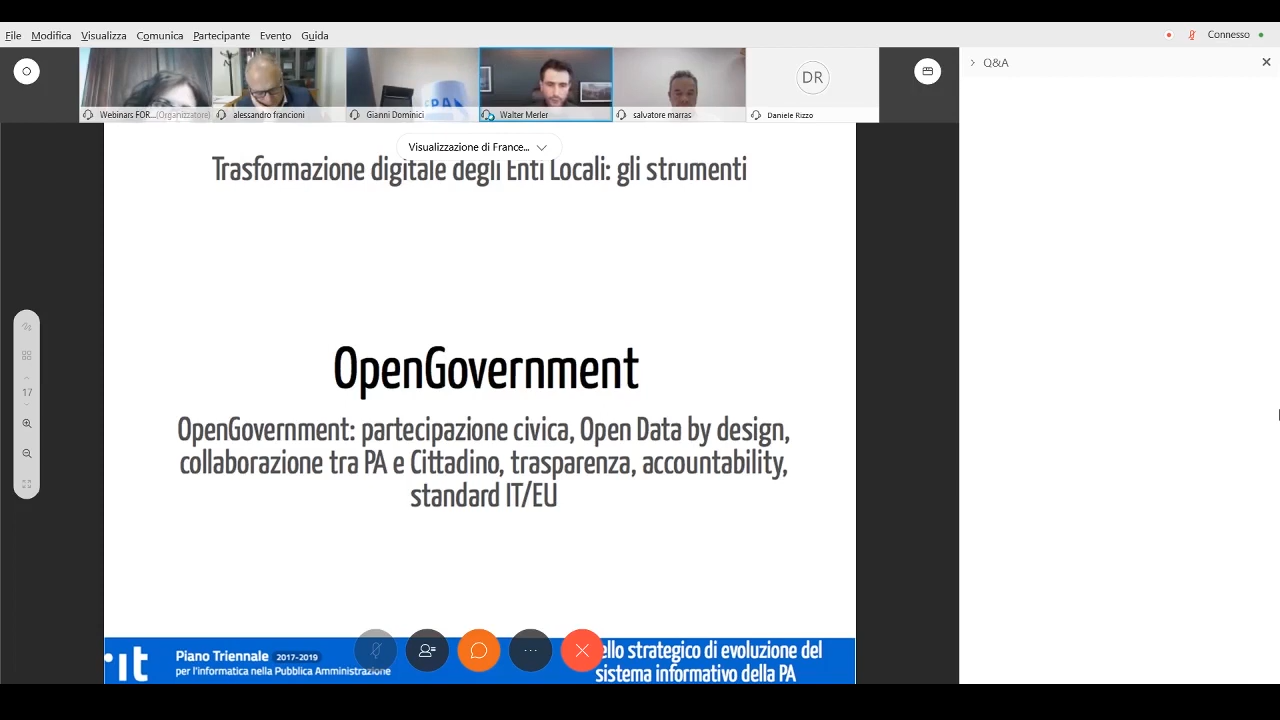 File Modifica Visualizza Comunica Partecipante Evento Guida
Connesso
Q&A
DR
Webinars FOR... (Organizzatore)
alessandro francioni
Gianni Dominici
Walter Merler
salvatore marras
Daniele Rizzo
PA
Visualizzazione di France...
Trasformazione digitale degli Enti Locali: gli strumenti
17
OpenGovernment
OpenGovernment: partecipazione civica, Open Data by design,
collaborazione tra PA e Cittadino, trasparenza, accountability,
standard IT/EU
it
Piano Triennale 2017-2019
per l'informatica nella Pubblica Amministrazione
ello strategico di evoluzione del
sistema informativo della PA